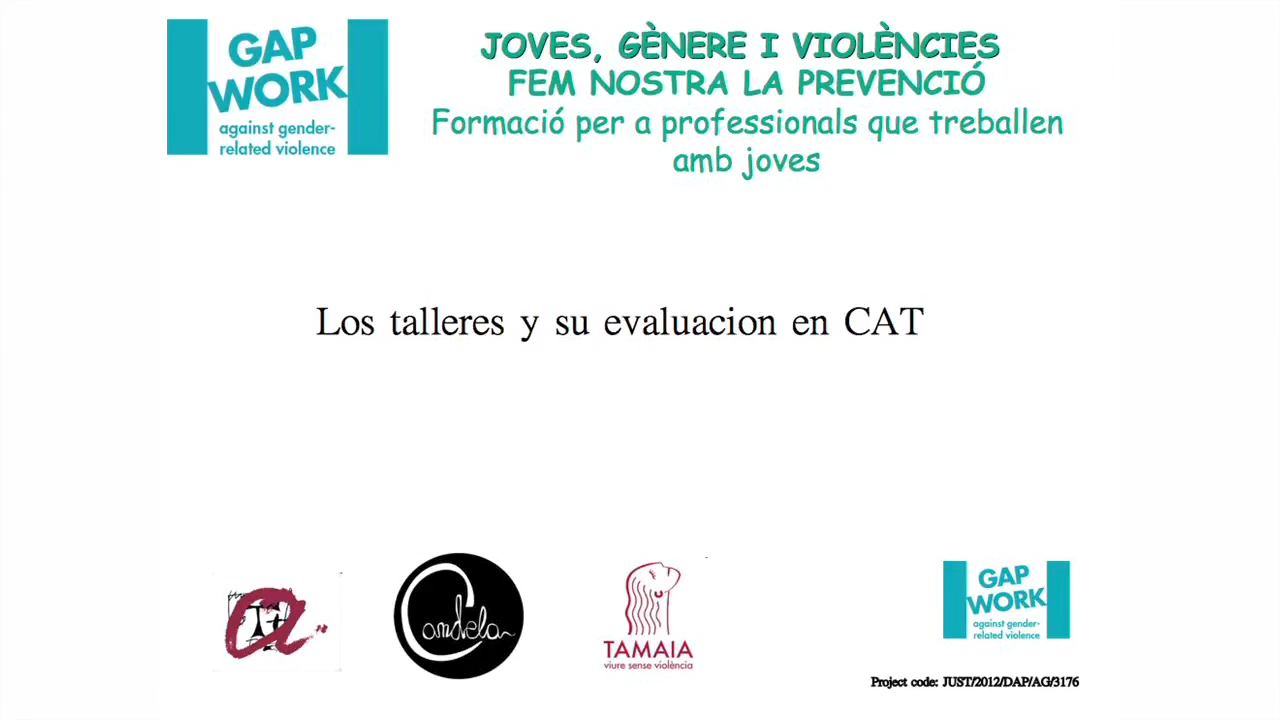 GAP
WORK
against gender-
related violence
JOVES, GÈNERE I VIOLÈNCIES
FEM NOSTRA LA PREVENCIÓ
Formació per a professionals que treballen
amb joves
Los talleres y su evaluacion en CAT
Candela
TAMAIA
viure sense violència
GAP
WORK
against gender-
related violence
Project code: JUST/2012/DAP/AG/3176